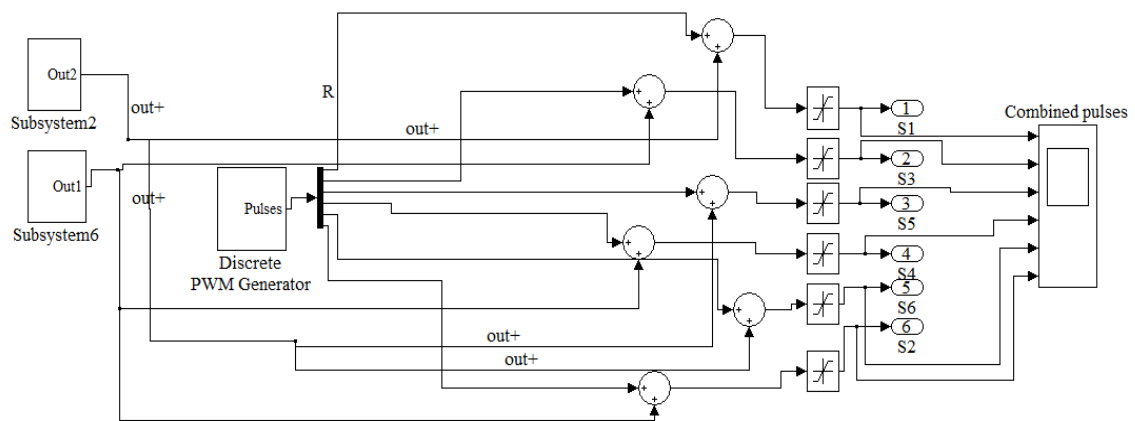 Out2
Subsystem2
out+
R
out+
Out1
Subsystem6
out+
Pulses
Discrete
PWM Generator
out+
out+
+
+
+
+
+
+
+
+
+
+
+
+
1
S1
2
S3
3
S5
4
S4
5
S6
6
S2
Combined pulses